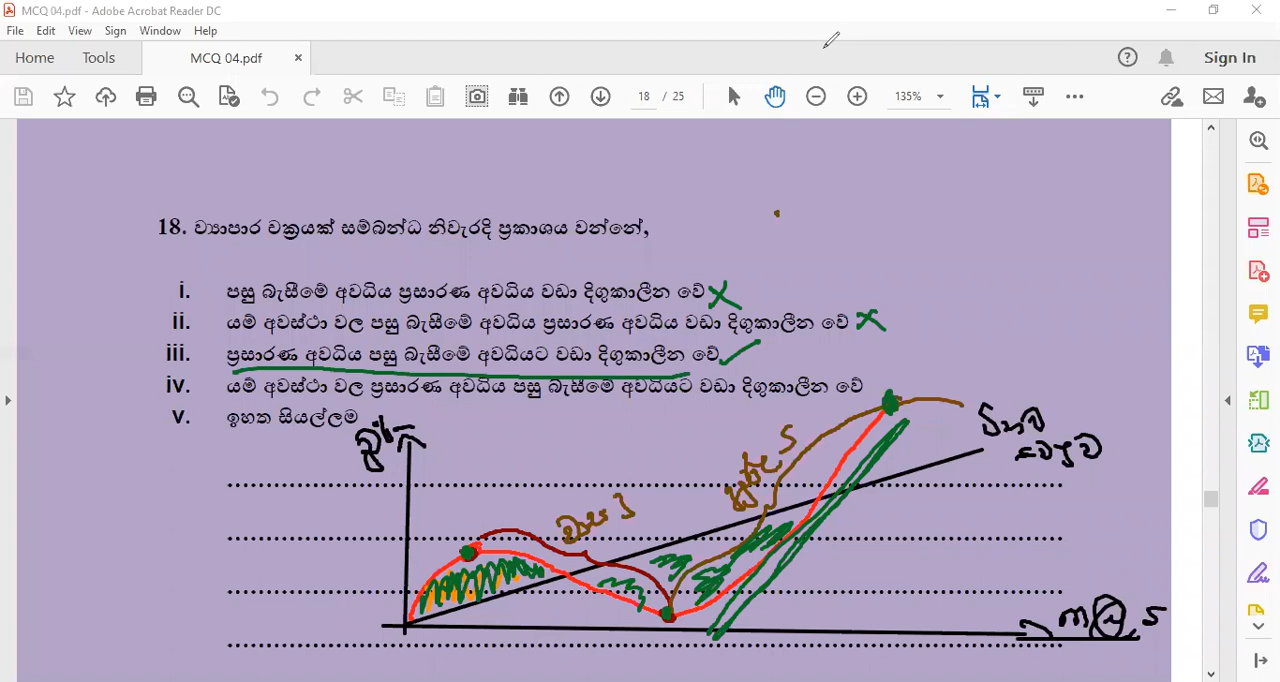 MCQ 04.pdf - Adobe Acrobat Reader DC
File Edit View Sign Window Help
Home Tools MCQ 04.pdf Sign In
18 / 25 135%
18. ව්‍යාපාර චක්‍රයක් සම්බන්ධ නිවැරදි ප්‍රකාශය වන්නේ,
i. පසු බැසීමේ අවධිය ප්‍රසාරණ අවධිය වඩා දිගුකාලීන වේ
ii. යම් අවස්ථා වල පසු බැසීමේ අවධිය ප්‍රසාරණ අවධිය වඩා දිගුකාලීන වේ
iii. ප්‍රසාරණ අවධිය පසු බැසීමේ අවධියට වඩා දිගුකාලීන වේ
iv. යම් අවස්ථා වල ප්‍රසාරණ අවධිය පසු බැසීමේ අවධියට වඩා දිගුකාලීන වේ
v. ඉහත සියල්ලම